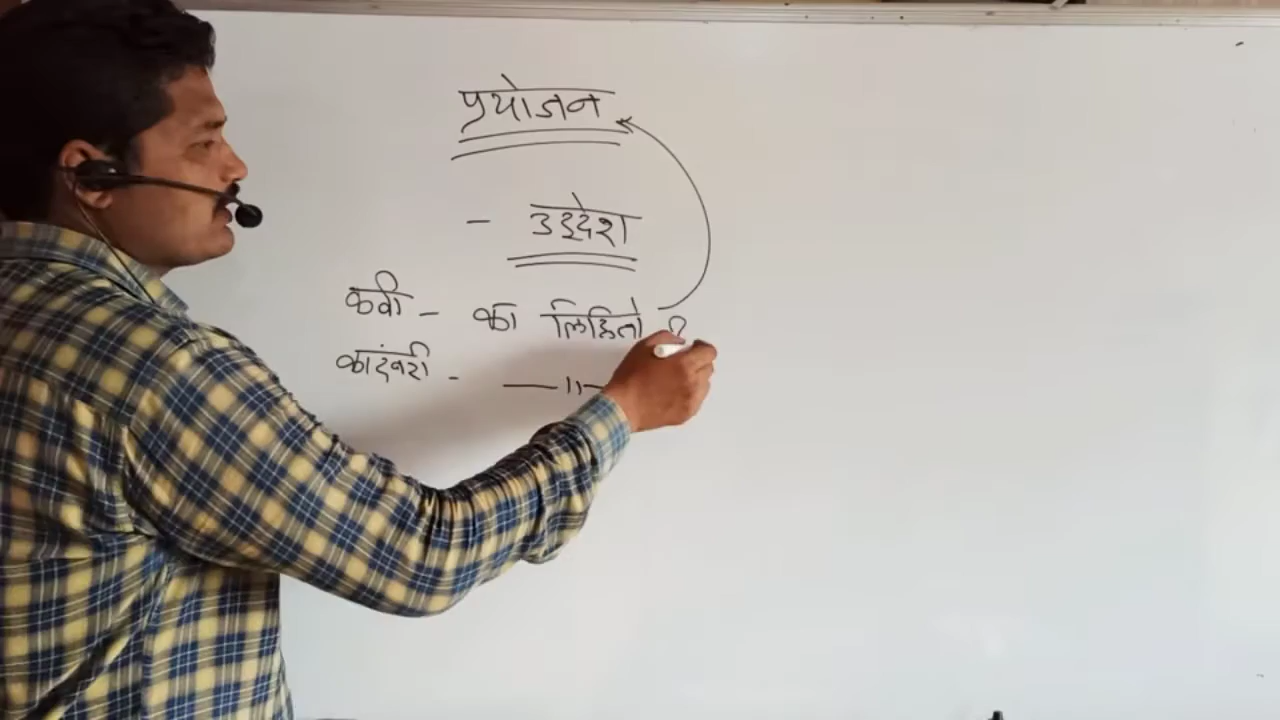 प्रयोजन
- उद्देश
कवी - का लिहितो ?
कादंबरी - —〃—